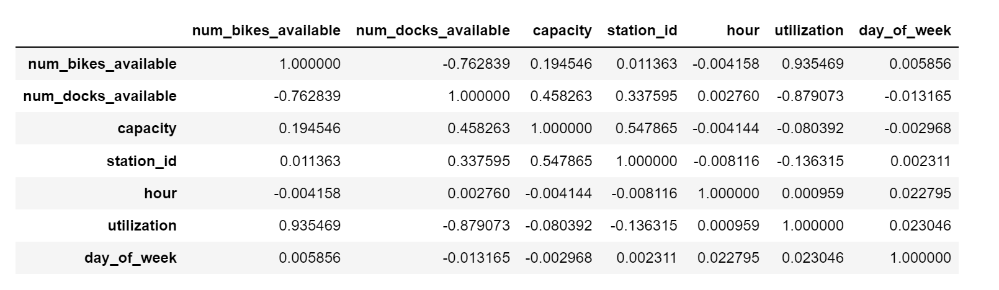 num_bikes_available num_docks_available capacity station_id hour utilization day_of_week
num_bikes_available 1.000000 -0.762839 0.194546 0.011363 -0.004158 0.935469 0.005856
num_docks_available -0.762839 1.000000 0.458263 0.337595 0.002760 -0.879073 -0.013165
capacity 0.194546 0.458263 1.000000 0.547865 -0.004144 -0.080392 -0.002968
station_id 0.011363 0.337595 0.547865 1.000000 -0.008116 -0.136315 0.002311
hour -0.004158 0.002760 -0.004144 -0.008116 1.000000 0.000959 0.022795
utilization 0.935469 -0.879073 -0.080392 -0.136315 0.000959 1.000000 0.023046
day_of_week 0.005856 -0.013165 -0.002968 0.002311 0.022795 0.023046 1.000000